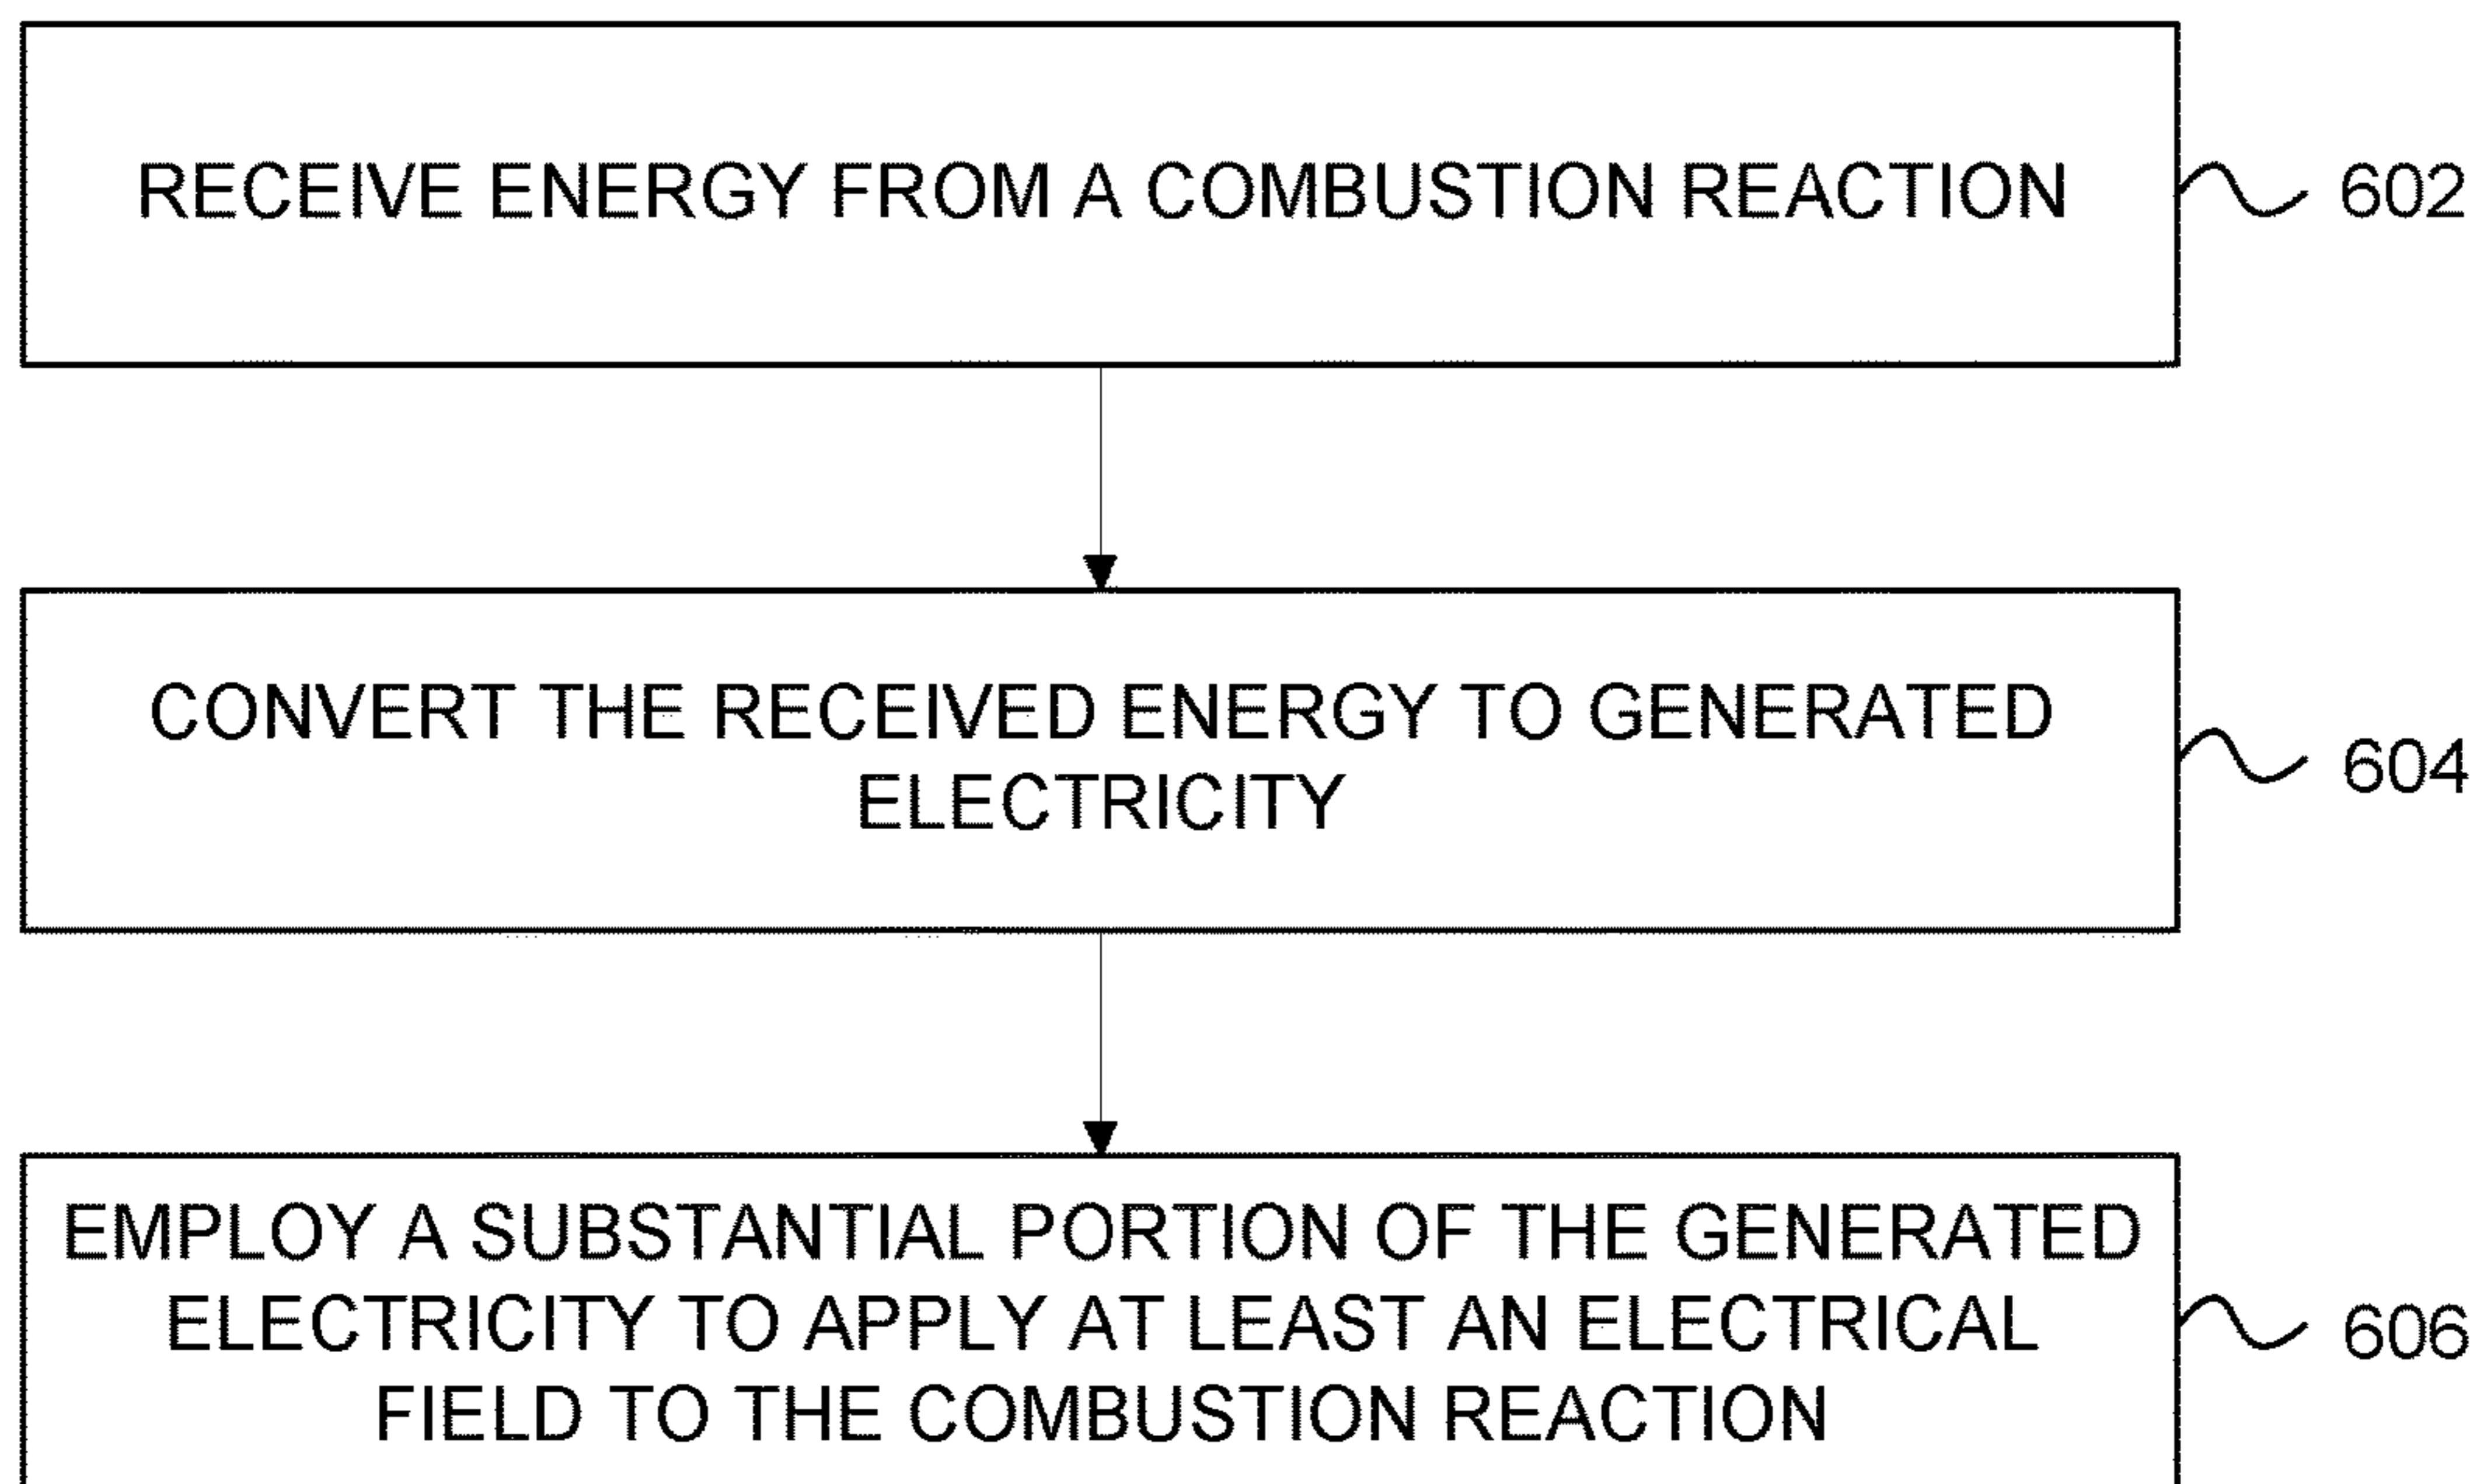 RECEIVE ENERGY FROM A COMBUSTION REACTION
602
CONVERT THE RECEIVED ENERGY TO GENERATED
ELECTRICITY
604
EMPLOY A SUBSTANTIAL PORTION OF THE GENERATED
ELECTRICITY TO APPLY AT LEAST AN ELECTRICAL
FIELD TO THE COMBUSTION REACTION
606